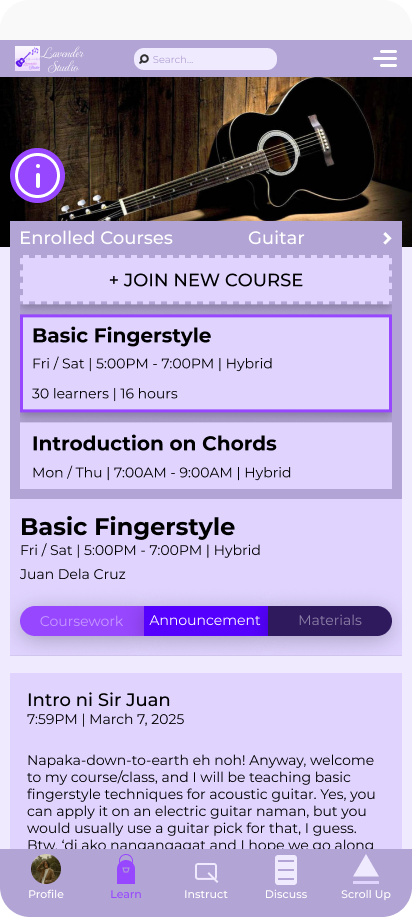 Lavender
Studio
Search...
Enrolled Courses
Guitar
+ JOIN NEW COURSE
Basic Fingerstyle
Fri / Sat | 5:00PM - 7:00PM | Hybrid
30 learners | 16 hours
Introduction on Chords
Mon / Thu | 7:00AM - 9:00AM | Hybrid
Basic Fingerstyle
Fri / Sat | 5:00PM - 7:00PM | Hybrid
Juan Dela Cruz
Coursework
Announcement
Materials
Intro ni Sir Juan
7:59PM | March 7, 2025
Napaka-down-to-earth eh noh! Anyway, welcome
to my course/class, and I will be teaching basic
fingerstyle techniques for acoustic guitar. Yes, you
can apply it on an electric guitar naman, but you
would usually use a guitar pick for that, I guess.
Btw, ‘di ako nangangagat and I hope we go along
Profile
Learn
Instruct
Discuss
Scroll Up